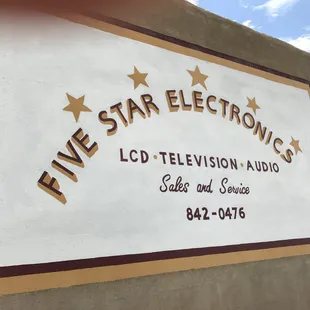 FIVE STAR ELECTRONICS
LCD · TELEVISION · AUDIO
Sales and Service
842-0476